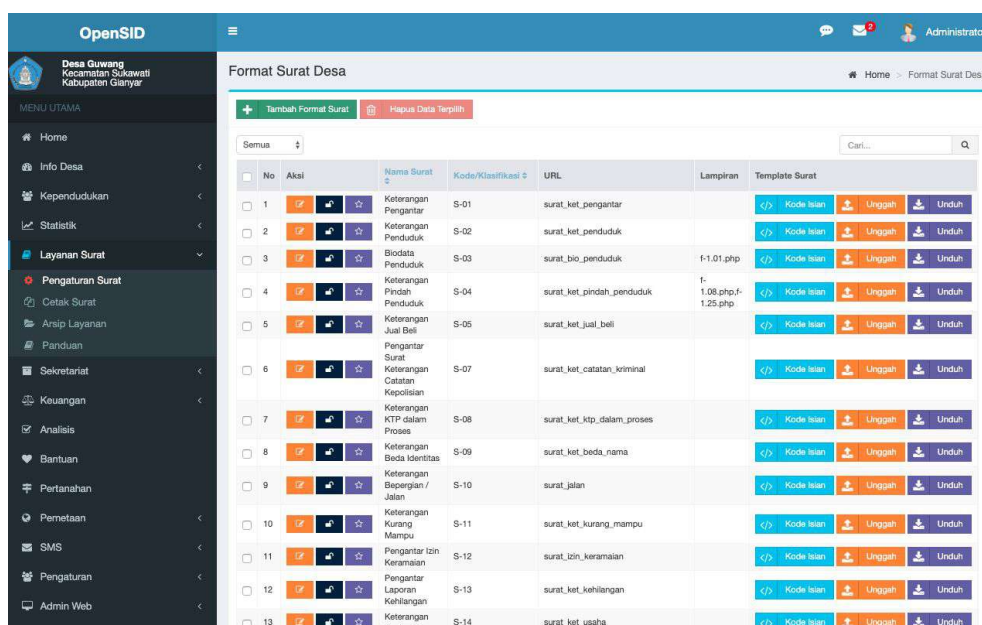 OpenSID
2
Administrato
Desa Guwang
Kecamatan Sukawati
Kabupaten Gianyar
MENU UTAMA
Home
Info Desa
Kependudukan
Statistik
Layanan Surat
Pengaturan Surat
Cetak Surat
Arsip Layanan
Panduan
Sekretariat
Keuangan
Analisis
Bantuan
Pertanahan
Pemetaan
SMS
Pengaturan
Admin Web
Format Surat Desa
Home > Format Surat Des
Tambah Format Surat Hapus Data Terpilih
Semua Cari...
No Aksi Nama Surat Kode/Klasifikasi URL Lampiran Template Surat
1 Keterangan Pengantar S-01 surat_ket_pengantar Kode Isian Unggah Unduh
2 Keterangan Penduduk S-02 surat_ket_penduduk Kode Isian Unggah Unduh
3 Biodata Penduduk S-03 surat_bio_penduduk f-1.01.php Kode Isian Unggah Unduh
4 Keterangan Pindah Penduduk S-04 surat_ket_pindah_penduduk f-1.08.php,f-1.25.php Kode Isian Unggah Unduh
5 Keterangan Jual Beli S-05 surat_ket_jual_beli Kode Isian Unggah Unduh
6 Pengantar Surat Keterangan Catatan Kepolisian S-07 surat_ket_catatan_kriminal Kode Isian Unggah Unduh
7 Keterangan KTP dalam Proses S-08 surat_ket_ktp_dalam_proses Kode Isian Unggah Unduh
8 Keterangan Beda Identitas S-09 surat_ket_beda_nama Kode Isian Unggah Unduh
9 Keterangan Bepergian / Jalan S-10 surat_jalan Kode Isian Unggah Unduh
10 Keterangan Kurang Mampu S-11 surat_ket_kurang_mampu Kode Isian Unggah Unduh
11 Pengantar Izin Keramaian S-12 surat_izin_keramaian Kode Isian Unggah Unduh
12 Pengantar Laporan Kehilangan S-13 surat_ket_kehilangan Kode Isian Unggah Unduh
13 Keterangan S-14 surat_ket_usaha Kode Isian Unggah Unduh